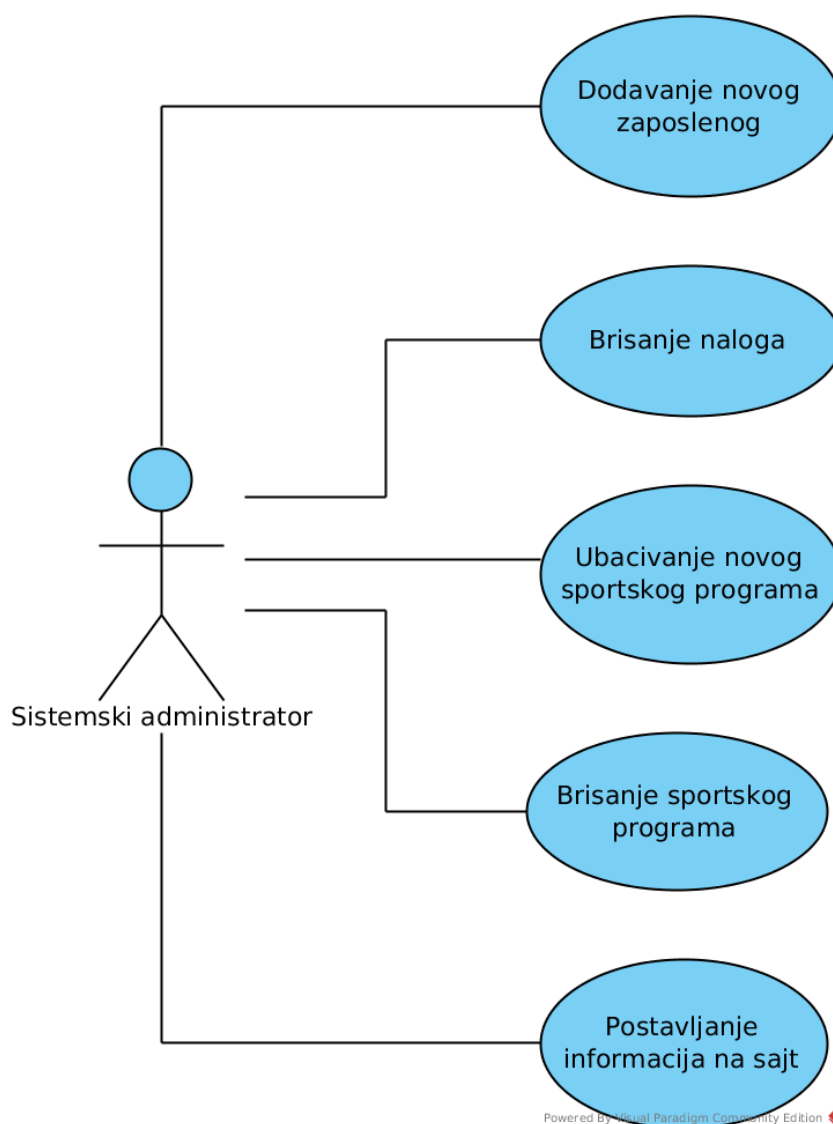 Dodavanje novog
zaposlenog
Brisanje naloga
Ubacivanje novog
sportskog programa
Sistemski administrator
Brisanje sportskog
programa
Postavljanje
informacija na sajt
Powered By Visual Paradigm Community Edition